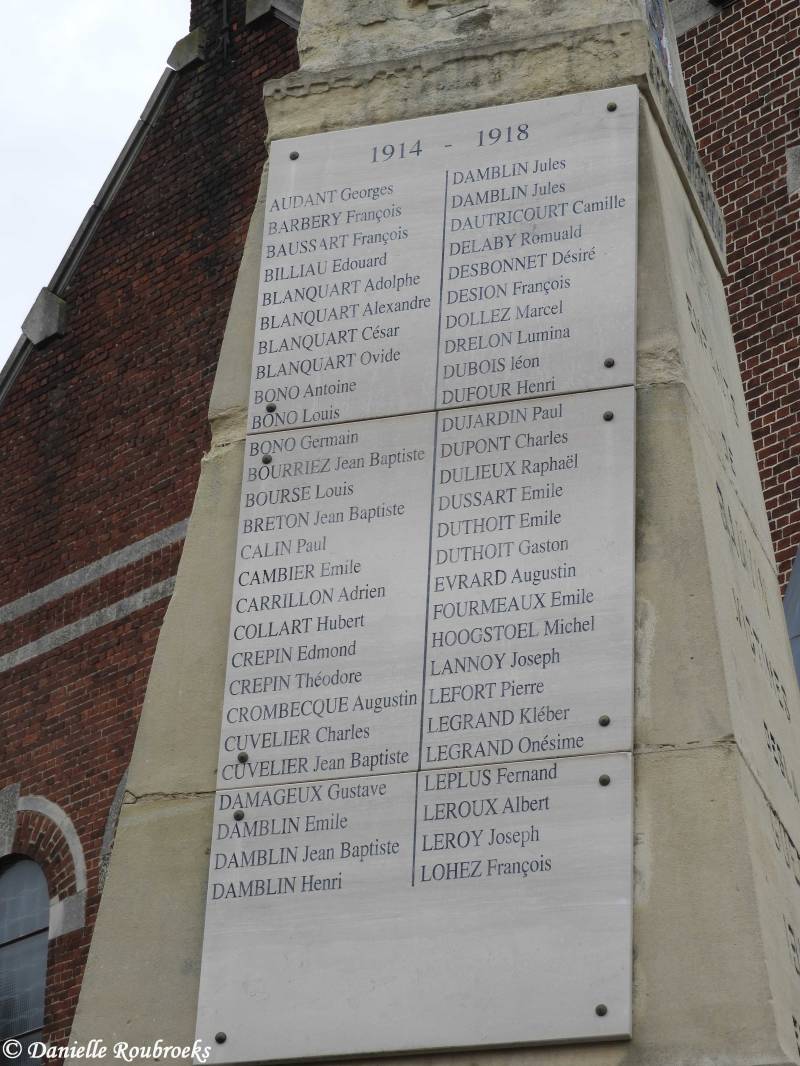 1914 - 1918
AUDANT Georges
BARBERY François
BAUSSART François
BILLIAU Edouard
BLANQUART Adolphe
BLANQUART Alexandre
BLANQUART César
BLANQUART Ovide
BONO Antoine
BONO Louis
BONO Germain
BOURRIEZ Jean Baptiste
BOURSE Louis
BRETON Jean Baptiste
CALIN Paul
CAMBIER Emile
CARRILLON Adrien
COLLART Hubert
CREPIN Edmond
CREPIN Théodore
CROMBECQUE Augustin
CUVELIER Charles
CUVELIER Jean Baptiste
DAMAGEUX Gustave
DAMBLIN Emile
DAMBLIN Jean Baptiste
DAMBLIN Henri
DAMBLIN Jules
DAMBLIN Jules
DAUTRICOURT Camille
DELABY Romuald
DESBONNET Désiré
DESION François
DOLLEZ Marcel
DRELON Lumina
DUBOIS léon
DUFOUR Henri
DUJARDIN Paul
DUPONT Charles
DULIEUX Raphaël
DUSSART Emile
DUTHOIT Emile
DUTHOIT Gaston
EVRARD Augustin
FOURMEAUX Emile
HOOGSTOEL Michel
LANNOY Joseph
LEFORT Pierre
LEGRAND Kléber
LEGRAND Onésime
LEPLUS Fernand
LEROUX Albert
LEROY Joseph
LOHEZ François
© Danielle Roubroeks